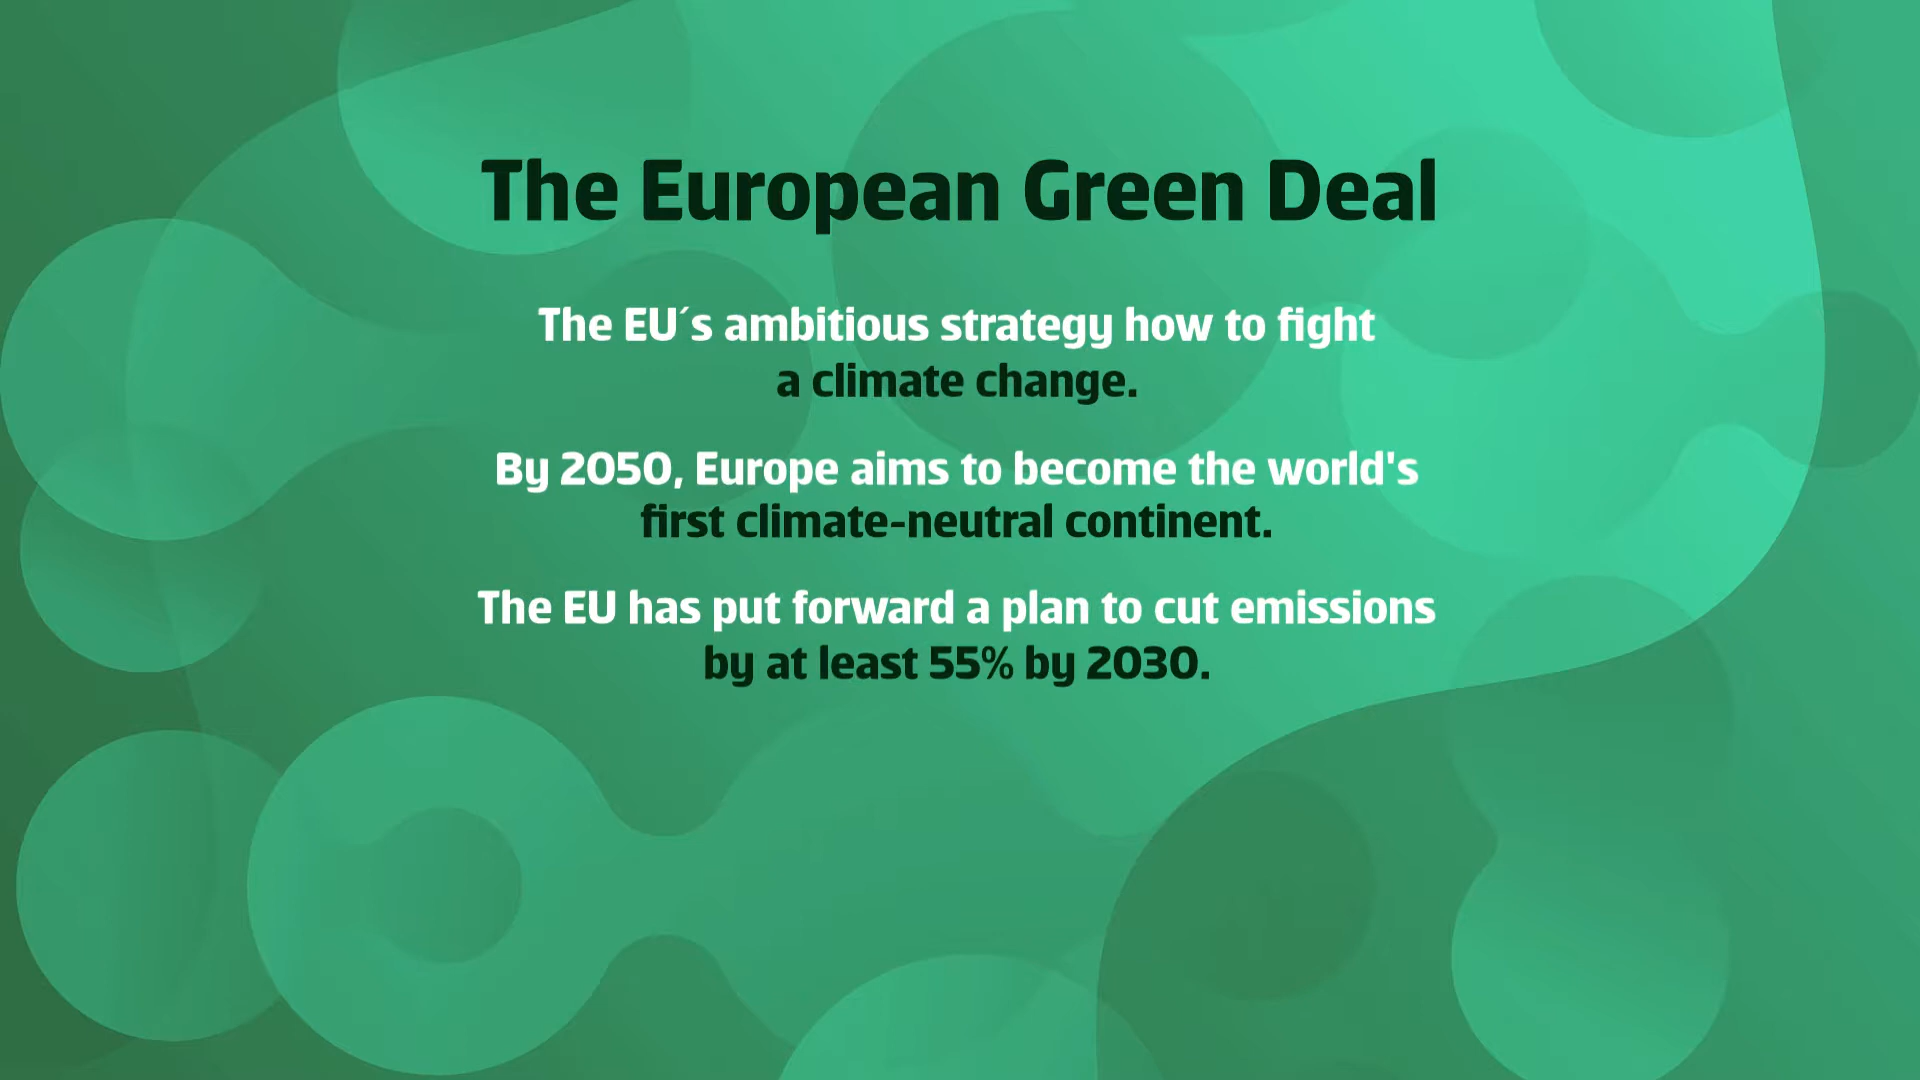 The European Green Deal
The EU´s ambitious strategy how to fight
a climate change.
By 2050, Europe aims to become the world's
first climate-neutral continent.
The EU has put forward a plan to cut emissions
by at least 55% by 2030.